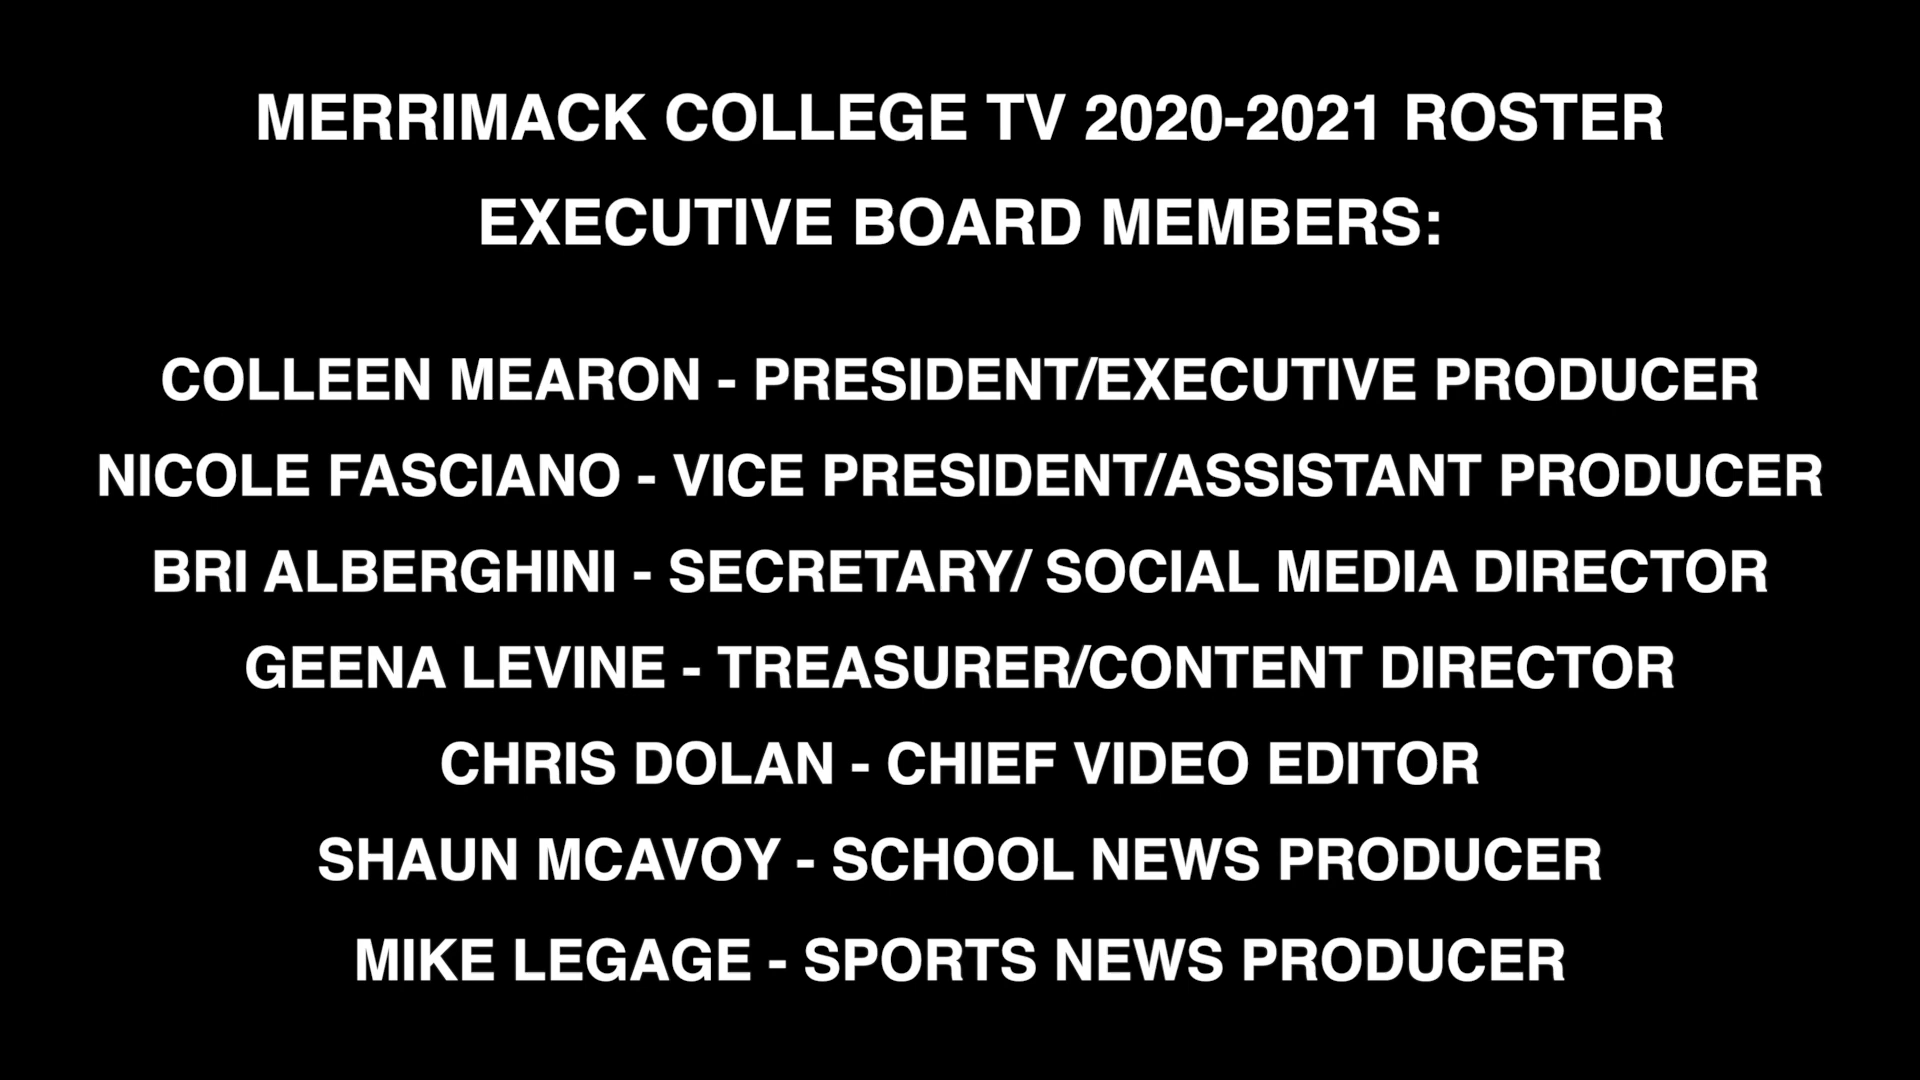 MERRIMACK COLLEGE TV 2020-2021 ROSTER
EXECUTIVE BOARD MEMBERS:
COLLEEN MEARON - PRESIDENT/EXECUTIVE PRODUCER
NICOLE FASCIANO - VICE PRESIDENT/ASSISTANT PRODUCER
BRI ALBERGHINI - SECRETARY/ SOCIAL MEDIA DIRECTOR
GEENA LEVINE - TREASURER/CONTENT DIRECTOR
CHRIS DOLAN - CHIEF VIDEO EDITOR
SHAUN MCAVOY - SCHOOL NEWS PRODUCER
MIKE LEGAGE - SPORTS NEWS PRODUCER